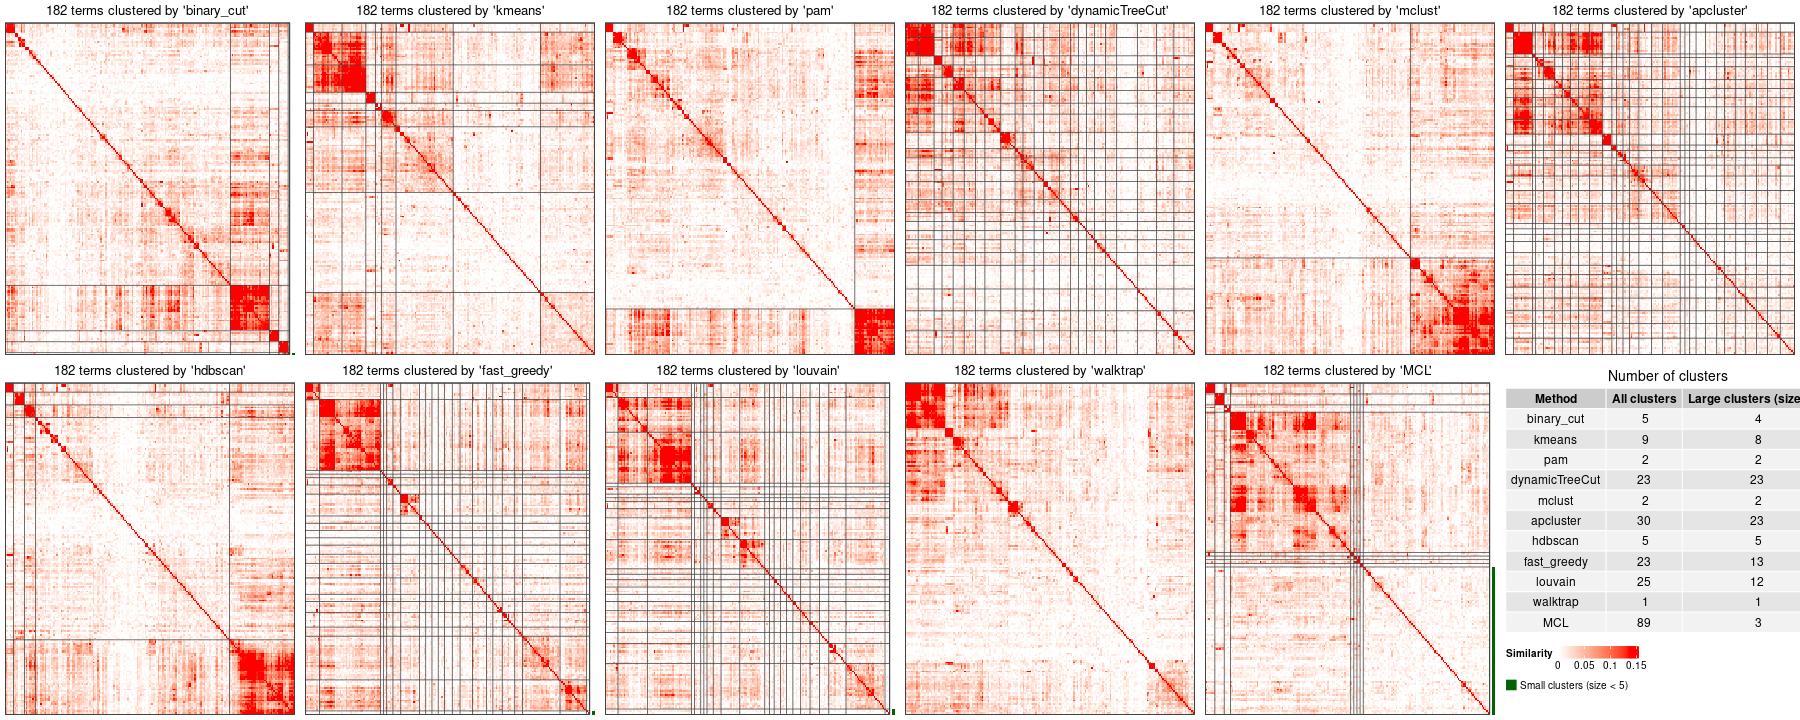 182 terms clustered by 'binary_cut'
182 terms clustered by 'kmeans'
182 terms clustered by 'pam'
182 terms clustered by 'dynamicTreeCut'
182 terms clustered by 'mclust'
182 terms clustered by 'apcluster'
182 terms clustered by 'hdbscan'
182 terms clustered by 'fast_greedy'
182 terms clustered by 'louvain'
182 terms clustered by 'walktrap'
182 terms clustered by 'MCL'
Number of clusters
Method All clusters Large clusters (size
binary_cut 5 4
kmeans 9 8
pam 2 2
dynamicTreeCut 23 23
mclust 2 2
apcluster 30 23
hdbscan 5 5
fast_greedy 23 13
louvain 25 12
walktrap 1 1
MCL 89 3
Similarity
0 0.05 0.1 0.15
Small clusters (size < 5)